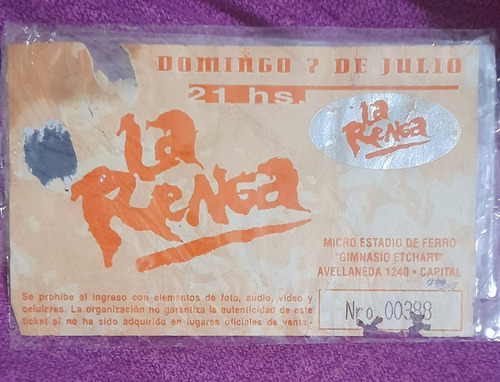 DOMINGO 7 DE JULIO
21 hs.
La
Renga
La
Renga
MICRO ESTADIO DE FERRO
"GIMNASIO ETCHART"
AVELLANEDA 1240 • CAPITAL
Se prohibe el ingreso con elementos de foto, audio, video y
celulares. La organización no garantiza la autenticidad de este
ticket si no ha sido adquirido en lugares oficiales de venta.
Nro. 00388